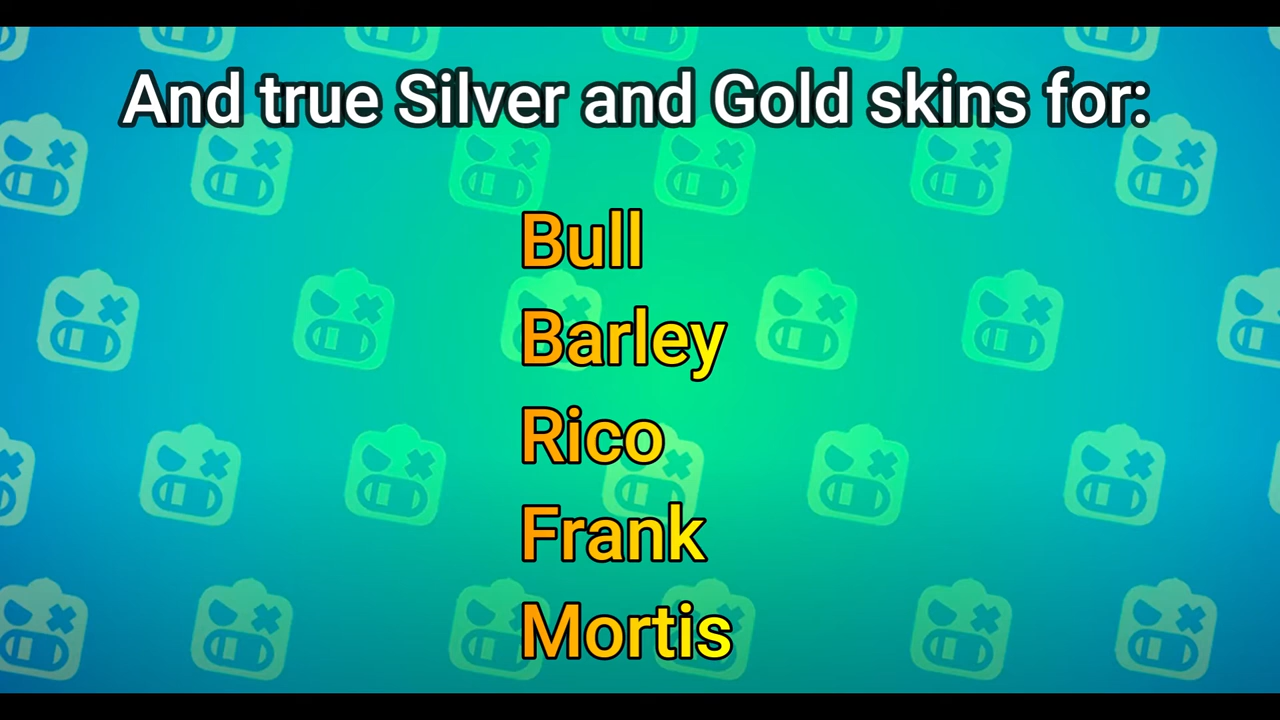 And true Silver and Gold skins for:
Bull
Barley
Rico
Frank
Mortis